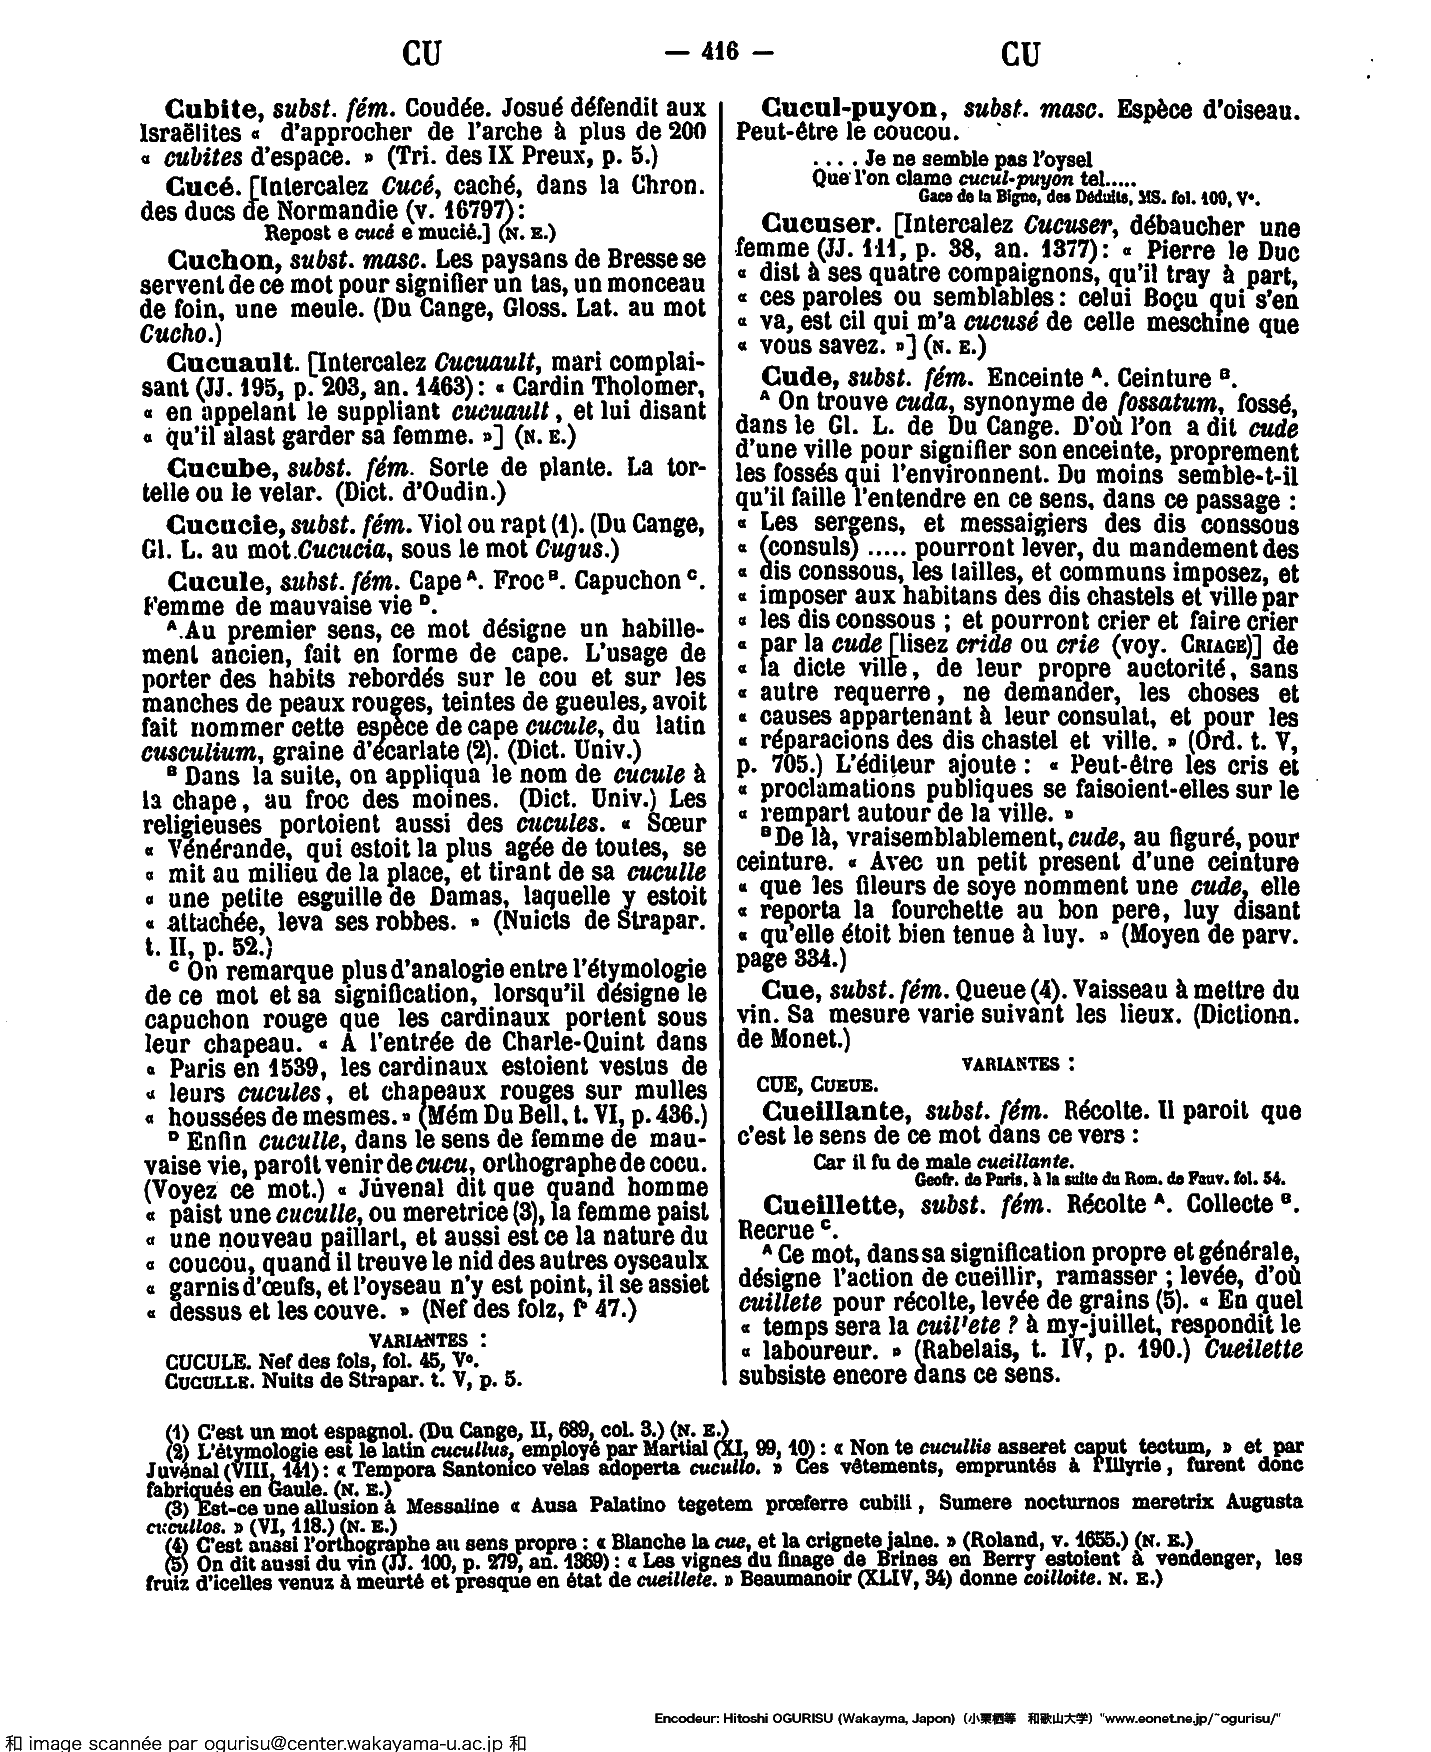 CU — 416 — CU
Cubite, subst. fém. Coudée. Josué défendit aux
Israëlites « d'approcher de l'arche à plus de 200
« cubites d'espace. » (Tri. des IX Preux, p. 5.)
Cucé. [Intercalez Cucé, caché, dans la Chron.
des ducs de Normandie (v. 16797) :
Repost e cucé e mucié.] (N. E.)
Cuchon, subst. masc. Les paysans de Bresse se
servent de ce mot pour signifier un tas, un monceau
de foin, une meule. (Du Cange, Gloss. Lat. au mot
Cucho.)
Cucuault. [Intercalez Cucuault, mari complai-
sant (JJ. 195, p. 203, an. 1463) : « Cardin Tholomer,
« en appelant le suppliant cucuault, et lui disant
« qu'il alast garder sa femme. »] (N. E.)
Cucube, subst. fém. Sorte de plante. La tor-
telle ou le velar. (Dict. d'Oudin.)
Cucucie, subst. fém. Viol ou rapt (1). (Du Cange,
Gl. L. au mot Cucucia, sous le mot Cugus.)
Cucule, subst. fém. Cape A. Froc B. Capuchon C.
Femme de mauvaise vie D.
A Au premier sens, ce mot désigne un habille-
ment ancien, fait en forme de cape. L'usage de
porter des habits rebordés sur le cou et sur les
manches de peaux rouges, teintes de gueules, avoit
fait nommer cette espèce de cape cucule, du latin
cusculium, graine d'écarlate (2). (Dict. Univ.)
B Dans la suite, on appliqua le nom de cucule à
la chape, au froc des moines. (Dict. Univ.) Les
religieuses portoient aussi des cucules. « Sœur
« Vénérande, qui estoit la plus agée de toutes, se
« mit au milieu de la place, et tirant de sa cuculle
« une petite esguille de Damas, laquelle y estoit
« attachée, leva ses robbes. » (Nuicts de Strapar.
t. II, p. 52.)
C On remarque plus d'analogie entre l'étymologie
de ce mot et sa signification, lorsqu'il désigne le
capuchon rouge que les cardinaux portent sous
leur chapeau. « A l'entrée de Charle-Quint dans
« Paris en 1539, les cardinaux estoient vestus de
« leurs cucules, et chapeaux rouges sur mulles
« houssées de mesmes. » (Mém Du Bell. t. VI, p. 436.)
D Enfin cuculle, dans le sens de femme de mau-
vaise vie, paroit venir de cucu, orthographe de cocu.
(Voyez ce mot.) « Júvenal dit que quand homme
« paist une cuculle, ou meretrice (3), la femme paist
« une nouveau paillart, et aussi est ce la nature du
« coucou, quand il treuve le nid des autres oyseaulx
« garnis d'œufs, et l'oyseau n'y est point, il se assiet
« dessus et les couve. » (Nef des folz, f° 47.)
VARIANTES :
CUCULE. Nef des fols, fol. 45, V°.
CUCULLE. Nuits de Strapar. t. V, p. 5.
Cucul-puyon, subst. masc. Espèce d'oiseau.
Peut-être le coucou.
. . . . Je ne semble pas l'oysel
Que l'on clame cucul-puyon tel.....
Gace de la Bigne, des Déduits, MS. fol. 109, V°.
Cucuser. [Intercalez Cucuser, débaucher une
femme (JJ. 111, p. 38, an. 1377) : « Pierre le Duc
« dist à ses quatre compaignons, qu'il tray à part,
« ces paroles ou semblables : celui Boçu qui s'en
« va, est cil qui m'a cucusé de celle meschine que
« vous savez. »] (N. E.)
Cude, subst. fém. Enceinte A. Ceinture B.
A On trouve cuda, synonyme de fossatum, fossé,
dans le Gl. L. de Du Cange. D'où l'on a dit cude
d'une ville pour signifier son enceinte, proprement
les fossés qui l'environnent. Du moins semble-t-il
qu'il faille l'entendre en ce sens, dans ce passage :
« Les sergens, et messaigiers des dis conssous
« (consuls) ..... pourront lever, du mandement des
« dis conssous, les tailles, et communs imposez, et
« imposer aux habitans des dis chastels et ville par
« les dis conssous ; et pourront crier et faire crier
« par la cude [lisez cride ou crie (voy. CRIAGE)] de
« la dicte ville, de leur propre auctorité, sans
« autre requerre, ne demander, les choses et
« causes appartenant à leur consulat, et pour les
« réparacions des dis chastel et ville. » (Ord. t. V,
p. 705.) L'éditeur ajoute : « Peut-être les cris et
« proclamations publiques se faisoient-elles sur le
« rempart autour de la ville. »
B De là, vraisemblablement, cude, au figuré, pour
ceinture. « Avec un petit present d'une ceinture
« que les fileurs de soye nomment une cude, elle
« reporta la fourchette au bon pere, luy disant
« qu'elle étoit bien tenue à luy. » (Moyen de parv.
page 334.)
Cue, subst. fém. Queue (4). Vaisseau à mettre du
vin. Sa mesure varie suivant les lieux. (Dictionn.
de Monet.)
VARIANTES :
CUE, CUEUE.
Cueillante, subst. fém. Récolte. Il paroit que
c'est le sens de ce mot dans ce vers :
Car il fu de male cueillante.
Geofr. de Paris, à la suite du Rom. de Fauv. fol. 54.
Cueillette, subst. fém. Récolte A. Collecte B.
Recrue C.
A Ce mot, dans sa signification propre et générale,
désigne l'action de cueillir, ramasser ; levée, d'où
cuillete pour récolte, levée de grains (5). « En quel
« temps sera la cuil'ete ? à my-juillet, respondit le
« laboureur. » (Rabelais, t. IV, p. 190.) Cueilette
subsiste encore dans ce sens.
(1) C'est un mot espagnol. (Du Cange, II, 689, col. 3.) (N. E.)
(2) L'étymologie est le latin cucullus, employé par Martial (XI, 99, 10) : « Non te cucullis asseret caput tectum, » et par
Juvénal (VIII, 141) : « Tempora Santonico velas adoperta cucullo. » Ces vêtements, empruntés à l'Illyrie, furent donc
fabriqués en Gaule. (N. E.)
(3) Est-ce une allusion à Messaline « Ausa Palatino tegetem præferre cubili, Sumere nocturnos meretrix Augusta
cucullos. » (VI, 118.) (N. E.)
(4) C'est aussi l'orthographe au sens propre : « Blanche la cue, et la crignete jalne. » (Roland, v. 1655.) (N. E.)
(5) On dit aussi du vin (JJ. 100, p. 279, an. 1369) : « Les vignes du finage de Brines en Berry estoient à vendenger, les
fruiz d'icelles venuz à meurté et presque en état de cueillete. » Beaumanoir (XLIV, 34) donne coilloite. N. E.)
Encodeur: Hitoshi OGURISU (Wakayma, Japon) (小栗栖等 和歌山大学) "www.eonet.ne.jp/~ogurisu/"
和 image scannée par ogurisu@center.wakayama-u.ac.jp 和